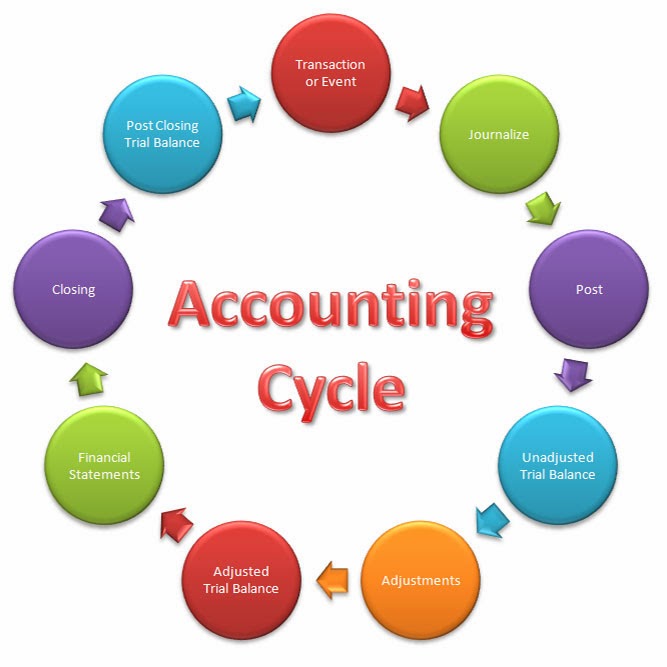 Accounting
Cycle
Transaction
or Event
Journalize
Post
Unadjusted
Trial Balance
Adjustments
Adjusted
Trial Balance
Financial
Statements
Closing
Post Closing
Trial Balance